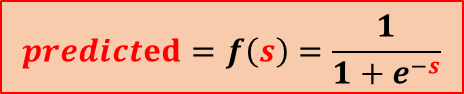 predicted = f(s) = 1 / (1 + e^{-s})